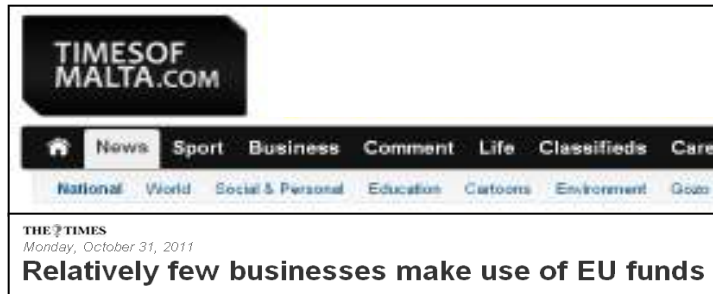 TIMESOF
MALTA.COM
News Sport Business Comment Life Classifieds Care
National World Social & Personal Education Cartoons Environment Gozo
THE TIMES
Monday, October 31, 2011
Relatively few businesses make use of EU funds